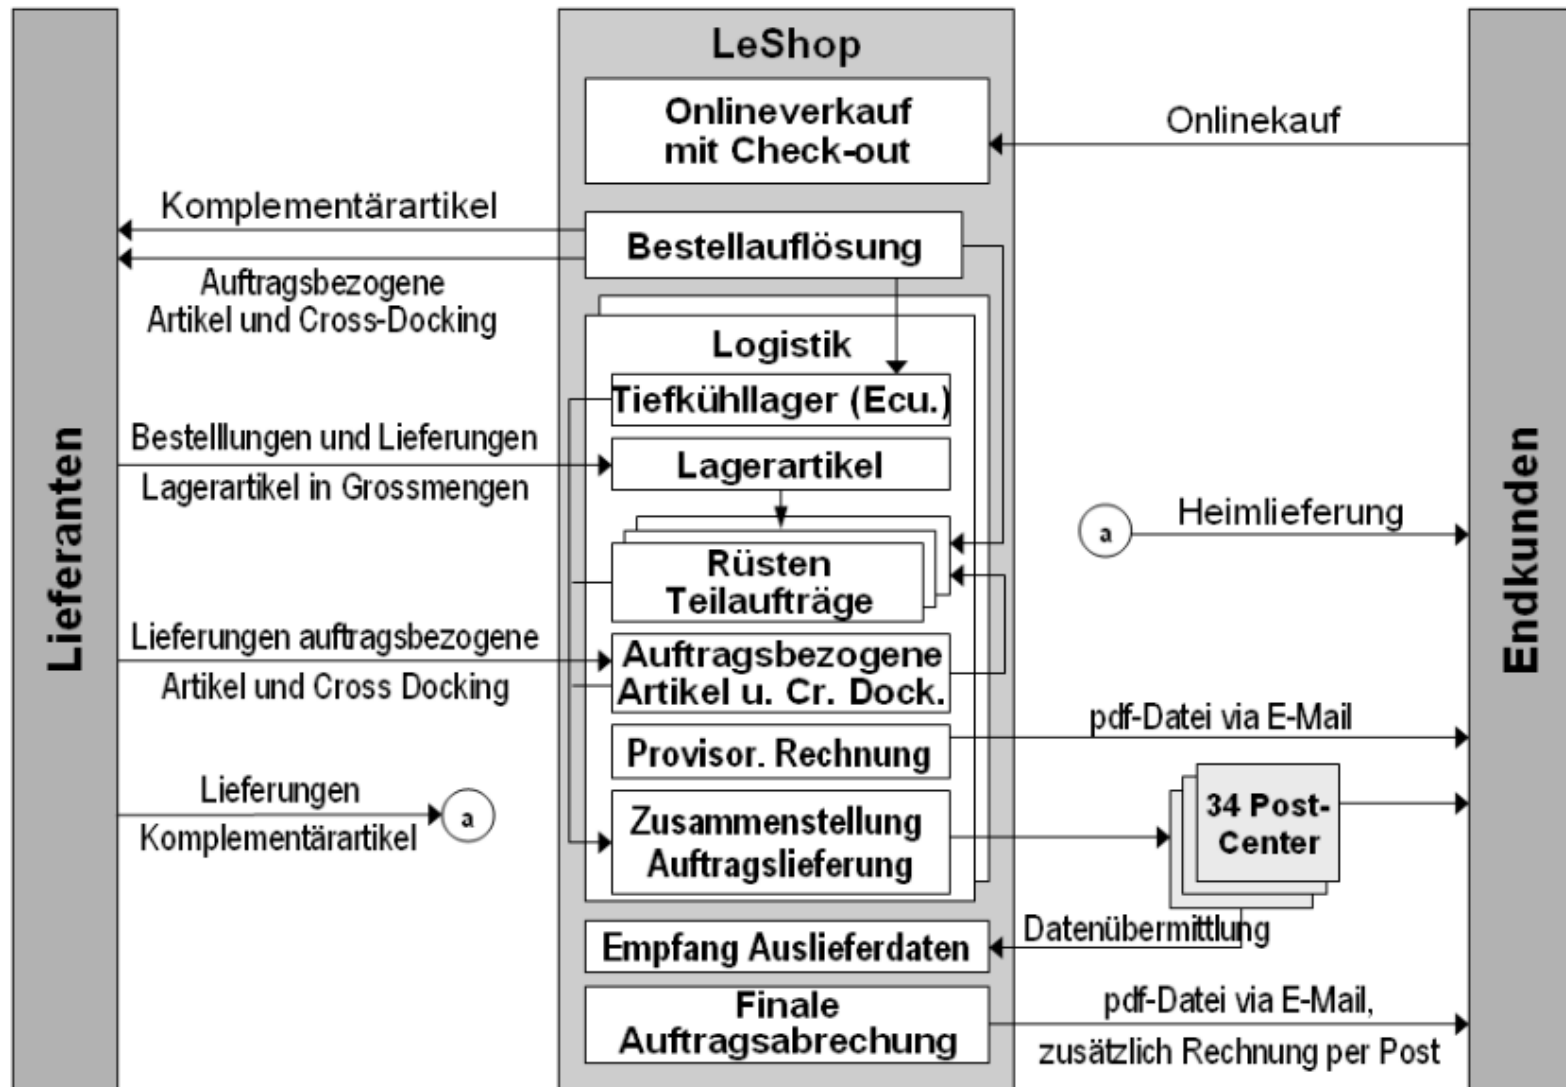 LeShop
Onlineverkauf
mit Check-out
Onlinekauf
Komplementärartikel
Bestellauflösung
Auftragsbezogene
Artikel und Cross-Docking
Logistik
Tiefkühllager (Ecu.)
Bestelllungen und Lieferungen
Lagerartikel in Grossmengen
Lagerartikel
a
Heimlieferung
Rüsten
Teilaufträge
Lieferanten
Endkunden
Lieferungen auftragsbezogene
Artikel und Cross Docking
Auftragsbezogene
Artikel u. Cr. Dock.
Provisor. Rechnung
pdf-Datei via E-Mail
Lieferungen
Komplementärartikel
a
Zusammenstellung
Auftragslieferung
34 Post-
Center
Datenübermittlung
Empfang Auslieferdaten
Finale
Auftragsabrechung
pdf-Datei via E-Mail,
zusätzlich Rechnung per Post